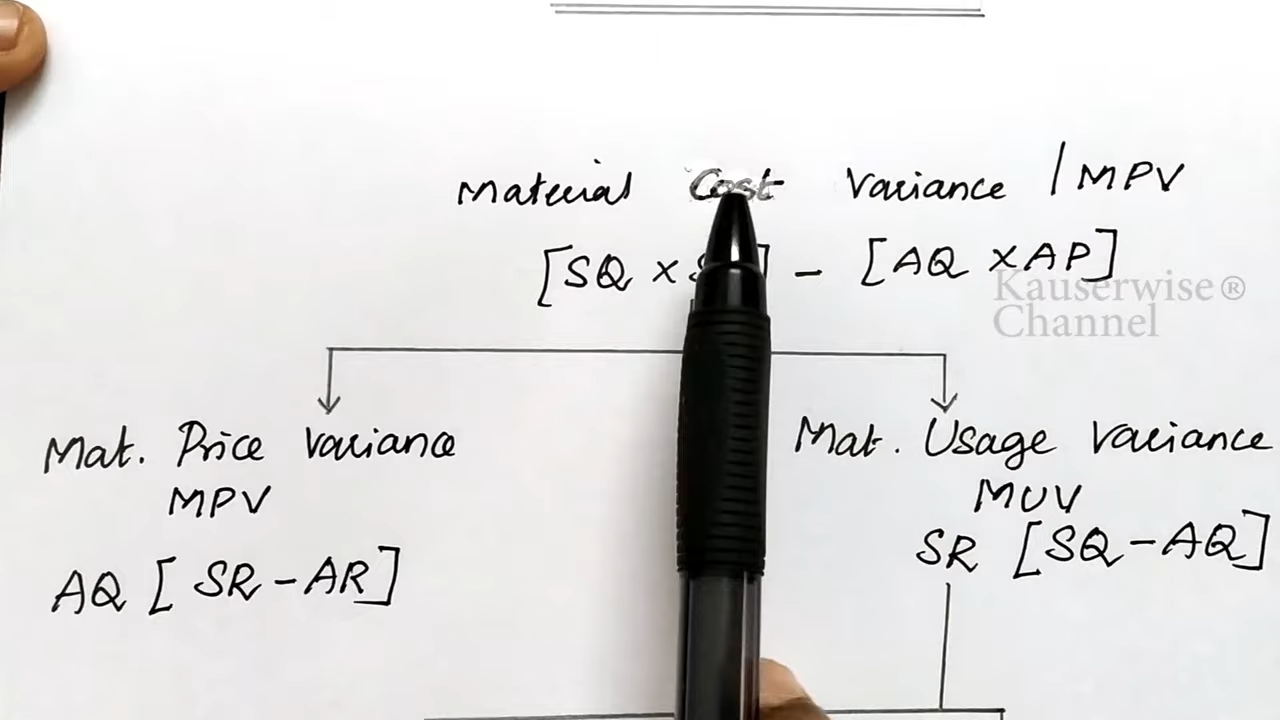 Material Cost Variance / MPV
[SQ × ] - [AQ × AP]
Kauserwise®
Channel
Mat. Price Variance
MPV
AQ [SR - AR]
Mat. Usage Variance
MUV
SR [SQ - AQ]